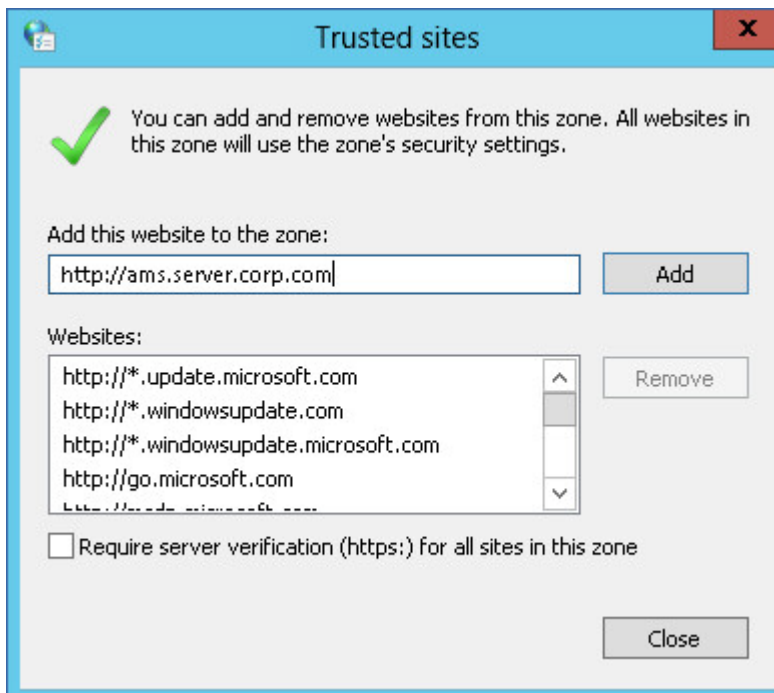 Trusted sites
You can add and remove websites from this zone. All websites in
this zone will use the zone's security settings.
Add this website to the zone:
http://ams.server.corp.com
Add
Websites:
http://*.update.microsoft.com
http://*.windowsupdate.com
http://*.windowsupdate.microsoft.com
http://go.microsoft.com
Remove
Require server verification (https:) for all sites in this zone
Close